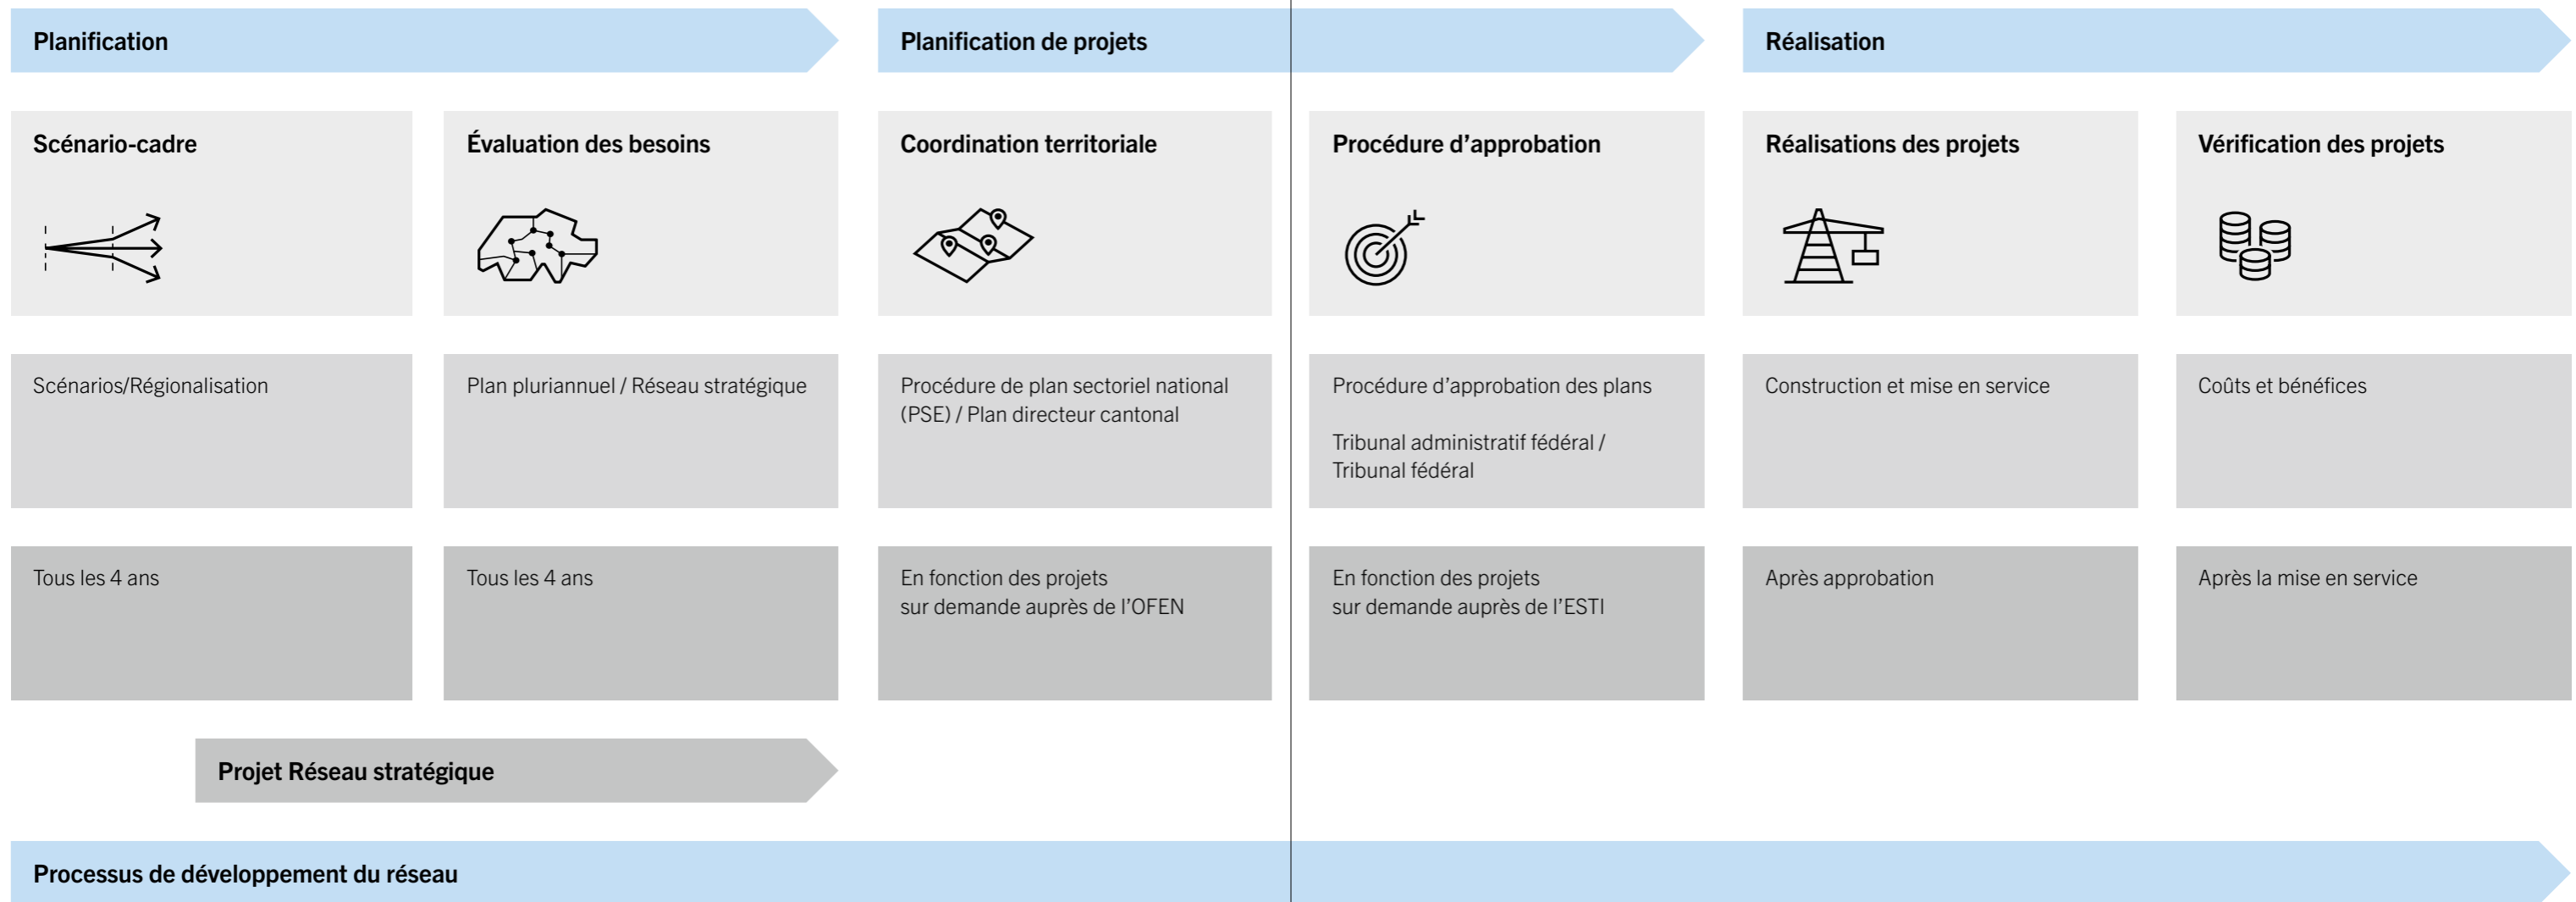 Planification
Planification de projets
Réalisation
Scénario-cadre
Évaluation des besoins
Coordination territoriale
Procédure d’approbation
Réalisations des projets
Vérification des projets
Scénarios/Régionalisation
Plan pluriannuel / Réseau stratégique
Procédure de plan sectoriel national
(PSE) / Plan directeur cantonal
Procédure d’approbation des plans
Tribunal administratif fédéral /
Tribunal fédéral
Construction et mise en service
Coûts et bénéfices
Tous les 4 ans
Tous les 4 ans
En fonction des projets
sur demande auprès de l’OFEN
En fonction des projets
sur demande auprès de l’ESTI
Après approbation
Après la mise en service
Projet Réseau stratégique
Processus de développement du réseau